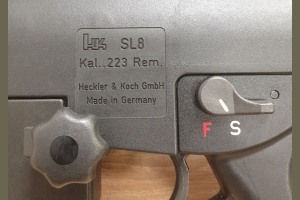 HK SL8
Kal..223 Rem.
Heckler & Koch GmbH
Made in Germany
F S